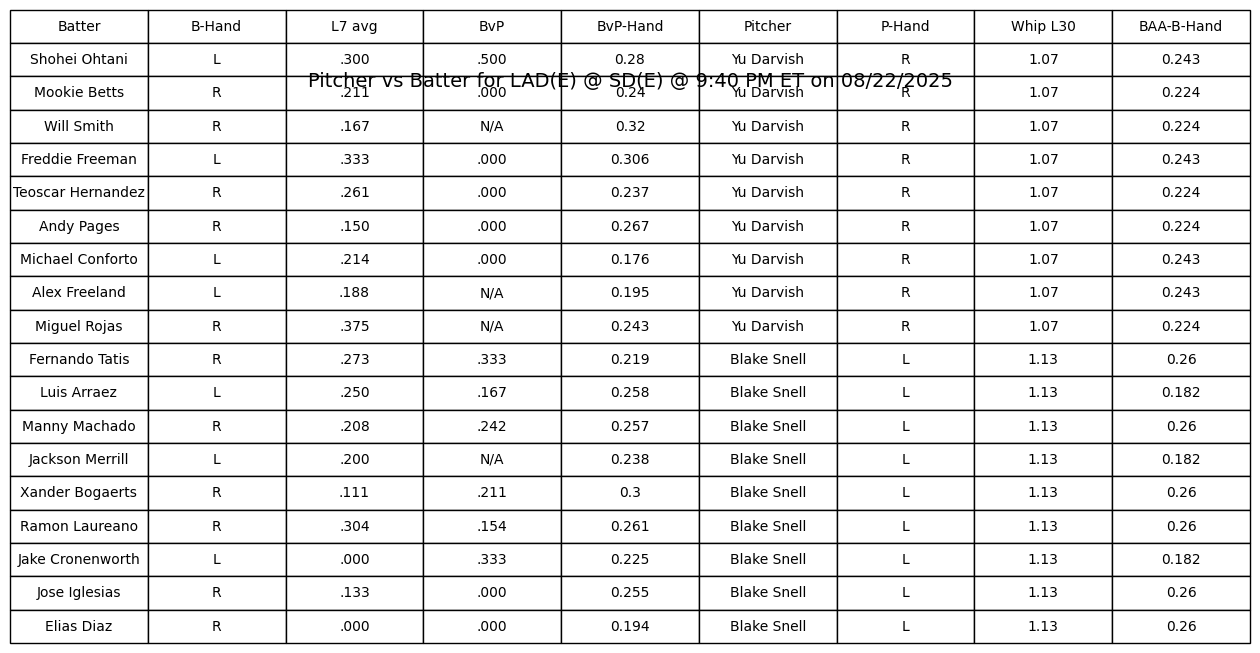 Batter B-Hand L7 avg BvP BvP-Hand Pitcher P-Hand Whip L30 BAA-B-Hand
Shohei Ohtani L .300 .500 0.28 Yu Darvish R 1.07 0.243
Pitcher vs Batter for LAD(E) @ SD(E) @ 9:40 PM ET on 08/22/2025
Mookie Betts R .211 .000 0.24 Yu Darvish R 1.07 0.224
Will Smith R .167 N/A 0.32 Yu Darvish R 1.07 0.224
Freddie Freeman L .333 .000 0.306 Yu Darvish R 1.07 0.243
Teoscar Hernandez R .261 .000 0.237 Yu Darvish R 1.07 0.224
Andy Pages R .150 .000 0.267 Yu Darvish R 1.07 0.224
Michael Conforto L .214 .000 0.176 Yu Darvish R 1.07 0.243
Alex Freeland L .188 N/A 0.195 Yu Darvish R 1.07 0.243
Miguel Rojas R .375 N/A 0.243 Yu Darvish R 1.07 0.224
Fernando Tatis R .273 .333 0.219 Blake Snell L 1.13 0.26
Luis Arraez L .250 .167 0.258 Blake Snell L 1.13 0.182
Manny Machado R .208 .242 0.257 Blake Snell L 1.13 0.26
Jackson Merrill L .200 N/A 0.238 Blake Snell L 1.13 0.182
Xander Bogaerts R .111 .211 0.3 Blake Snell L 1.13 0.26
Ramon Laureano R .304 .154 0.261 Blake Snell L 1.13 0.26
Jake Cronenworth L .000 .333 0.225 Blake Snell L 1.13 0.182
Jose Iglesias R .133 .000 0.255 Blake Snell L 1.13 0.26
Elias Diaz R .000 .000 0.194 Blake Snell L 1.13 0.26